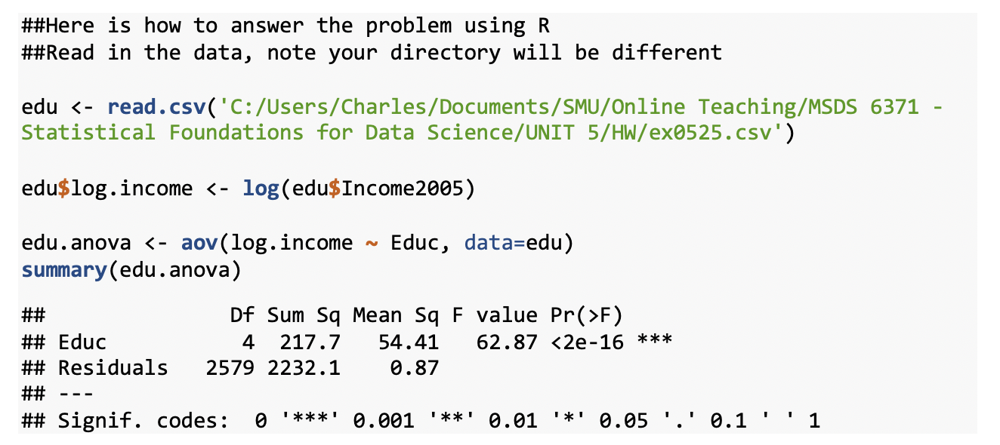 ##Here is how to answer the problem using R
##Read in the data, note your directory will be different
edu <- read.csv('C:/Users/Charles/Documents/SMU/Online Teaching/MSDS 6371 -
Statistical Foundations for Data Science/UNIT 5/HW/ex0525.csv')
edu$log.income <- log(edu$Income2005)
edu.anova <- aov(log.income ~ Educ, data=edu)
summary(edu.anova)
##               Df Sum Sq Mean Sq F value Pr(>F)
## Educ           4  217.7   54.41   62.87 <2e-16 ***
## Residuals   2579 2232.1    0.87
## ---
## Signif. codes:  0 '***' 0.001 '**' 0.01 '*' 0.05 '.' 0.1 ' ' 1